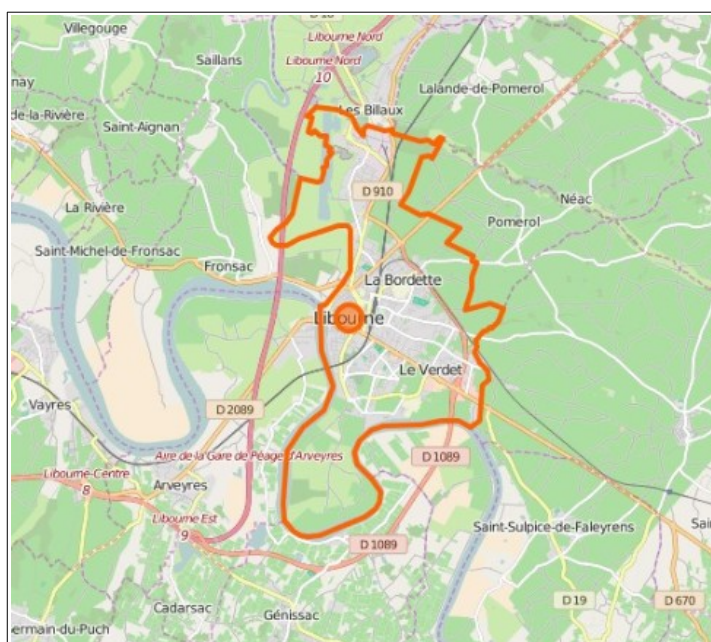 D 18
Villegouge
Libourne Nord
Saillans
Libourne Nord
10
Lalande-de-Pomerol
nay
Les Billaux
de-la-Rivière
Saint-Aignan
D 910
Néac
La Rivière
Pomerol
Saint-Michel-de-Fronsac
Fronsac
La Bordette
Libourne
Le Verdet
Vayres
D 2089
Aire de la Gare de Péage d'Arveyres
D 1089
Libourne-Centre
8
Arveyres
Libourne Est
9
Saint-Sulpice-de-Faleyrens
Sain
D 1089
Cadarsac
Génissac
D 19
D 670
ermain-du-Puch